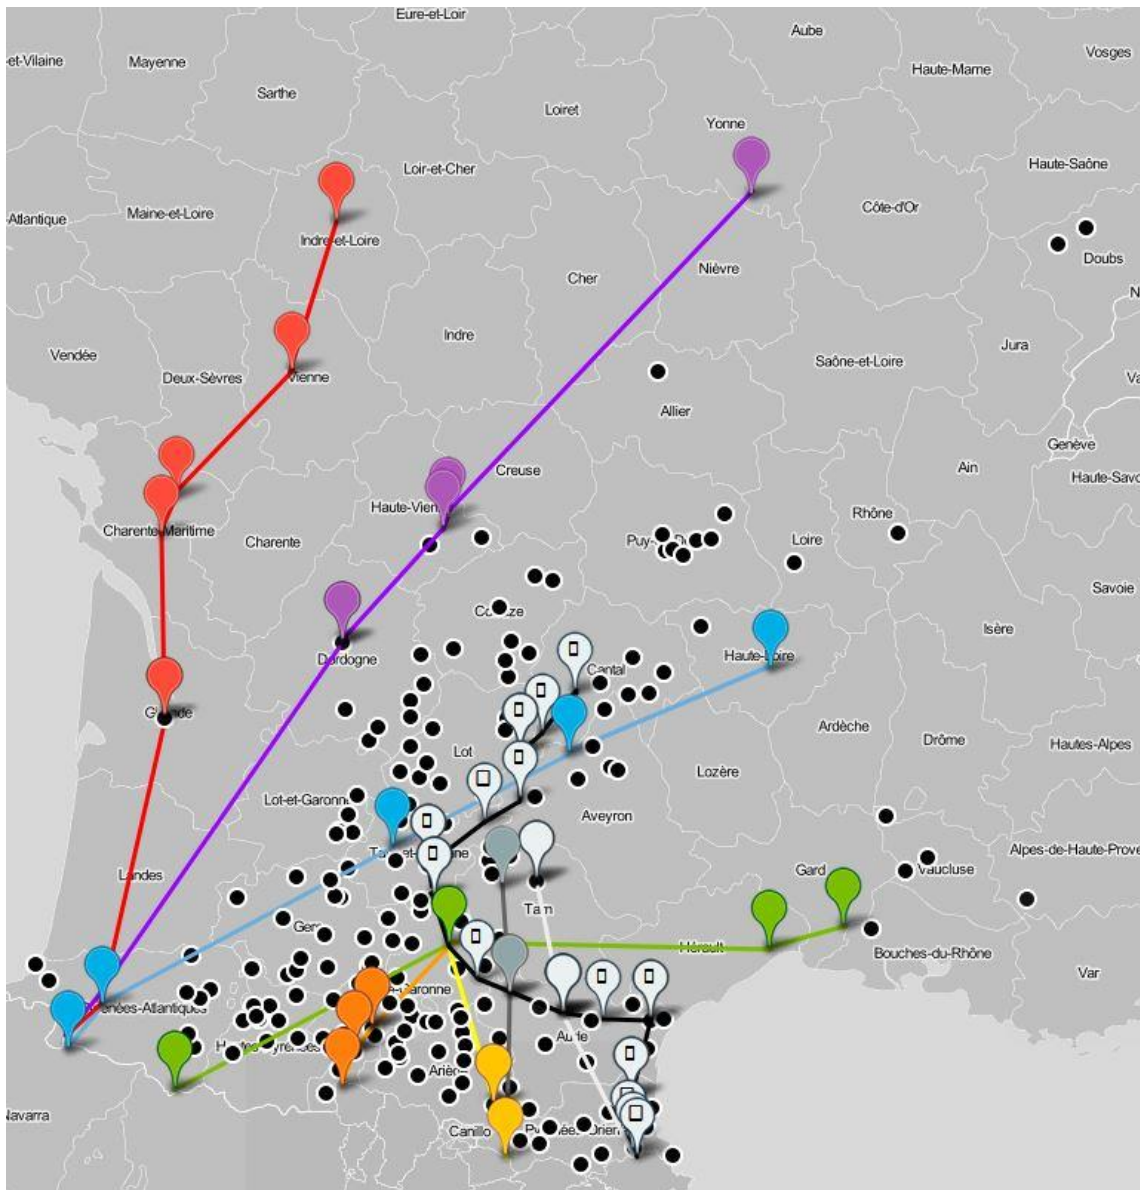 Eure-et-Loir
Aube
Vosges
-et-Vilaine
Mayenne
Haute-Marne
Sarthe
Loiret
Yonne
Haute-Saône
Loir-et-Cher
-Atlantique
Maine-et-Loire
Côte-d'Or
Indre-et-Loire
Doubs
Nièvre
Cher
Indre
Jura
Vendée
Deux-Sèvres
Vienne
Saône-et-Loire
Allier
Genève
Creuse
Ain
Haute-Savo
Haute-Vien
Rhône
Charente-Maritime
Charente
Loire
Savoie
Isère
Dordogne
Haute-Loire
Cantal
Ardèche
Drôme
Hautes-Alpes
Lot
Lozère
Lot-et-Garonn
Aveyron
Alpes-de-Haute-Prove
Landes
Gard
Vaucluse
Tarn
Gers
Hérault
Bouches-du-Rhône
Var
Aude
Navarra
Canillo